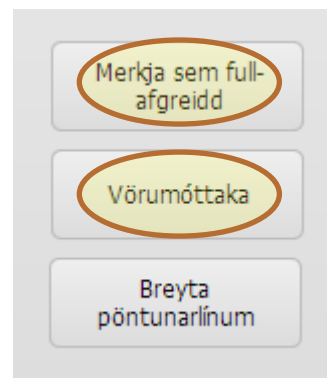 Merkja sem full-
afgreidd
Vörumóttaka
Breyta
pöntunarlínum